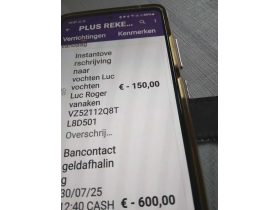 PLUS REKE...
Verrichtingen Kenmerken
Instantove
rschrijving
naar
vochten Luc
vochten € - 150,00
Luc Roger
vanaken
VZ52112Q8T
L8D501
Overschrij...
Bancontact
geldafhalin
g € - 600,00
30/07/25
12:40 CASH